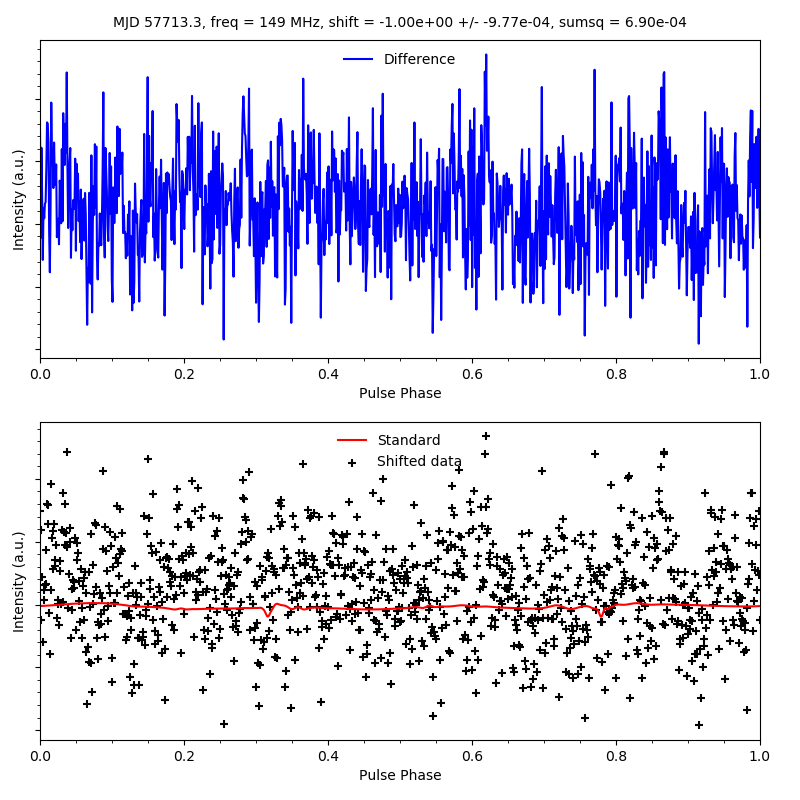 MJD 57713.3, freq = 149 MHz, shift = -1.00e+00 +/- -9.77e-04, sumsq = 6.90e-04
Difference
Intensity (a.u.)
0.0 0.2 0.4 0.6 0.8 1.0
Pulse Phase
Standard
Shifted data
Intensity (a.u.)
0.0 0.2 0.4 0.6 0.8 1.0
Pulse Phase